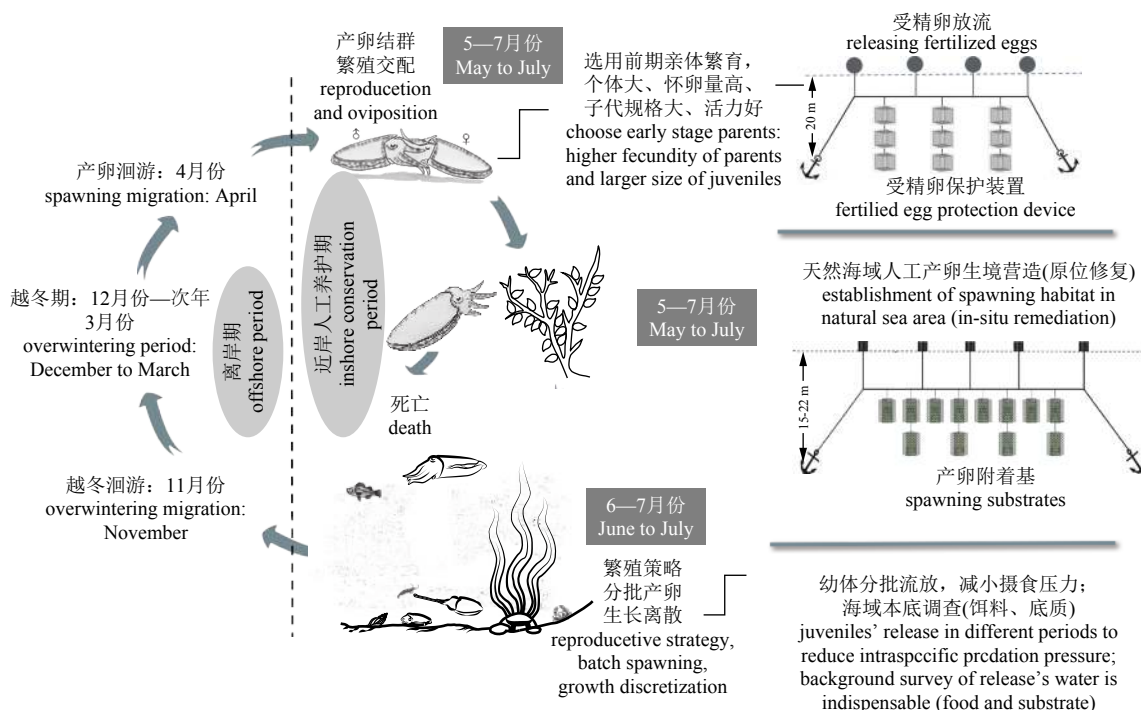 产卵结群
繁殖交配
reproducetion
and oviposition
5—7月份
May to July
♂
♀
选用前期亲体繁育，
个体大、怀卵量高、
子代规格大、活力好
choose early stage parents:
higher fecundity of parents
and larger size of juveniles
受精卵放流
releasing fertilized eggs
20 m
受精卵保护装置
fertilied egg protection device
产卵洄游：4月份
spawning migration: April
越冬期：12月份—次年
3月份
overwintering period:
December to March
离岸期
offshore period
近岸人工养护期
inshore conservation
period
死亡
death
5—7月份
May to July
天然海域人工产卵生境营造(原位修复)
establishment of spawning habitat in
natural sea area (in-situ remediation)
15-22 m
产卵附着基
spawning substrates
越冬洄游：11月份
overwintering migration:
November
6—7月份
June to July
繁殖策略
分批产卵
生长离散
reproducetive strategy,
batch spawning,
growth discretization
幼体分批流放，减小摄食压力；
海域本底调查(饵料、底质)
juveniles’ release in different periods to
reduce intraspccific prcdation pressure;
background survey of release’s water is
indispensable (food and substrate)